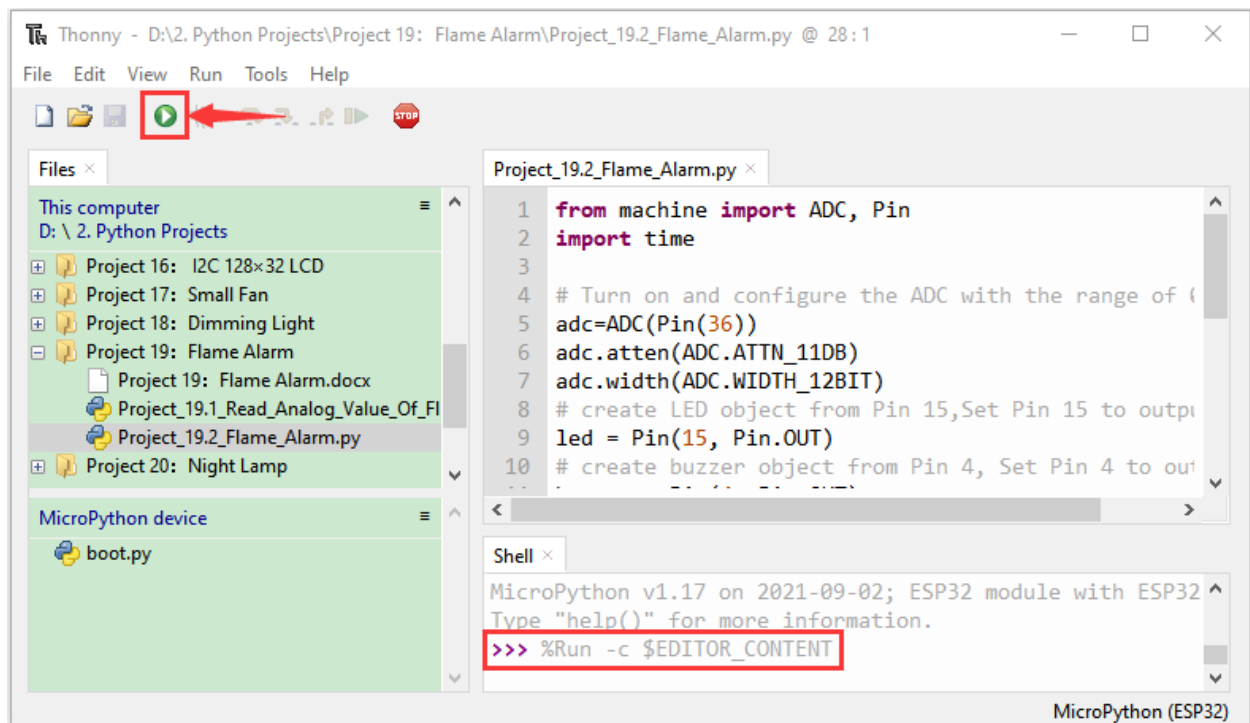 Thonny - D:\2. Python Projects\Project 19: Flame Alarm\Project_19.2_Flame_Alarm.py @ 28:1
File Edit View Run Tools Help
STOP
Files
This computer
D: \ 2. Python Projects
Project 16: I2C 128×32 LCD
Project 17: Small Fan
Project 18: Dimming Light
Project 19: Flame Alarm
Project 19: Flame Alarm.docx
Project_19.1_Read_Analog_Value_Of_Fl
Project_19.2_Flame_Alarm.py
Project 20: Night Lamp
MicroPython device
boot.py
Project_19.2_Flame_Alarm.py
1 from machine import ADC, Pin
2 import time
3
4 # Turn on and configure the ADC with the range of
5 adc=ADC(Pin(36))
6 adc.atten(ADC.ATTN_11DB)
7 adc.width(ADC.WIDTH_12BIT)
8 # create LED object from Pin 15,Set Pin 15 to outpu
9 led = Pin(15, Pin.OUT)
10 # create buzzer object from Pin 4, Set Pin 4 to out
Shell
MicroPython v1.17 on 2021-09-02; ESP32 module with ESP32
Type "help()" for more information.
>>> %Run -c $EDITOR_CONTENT
MicroPython (ESP32)